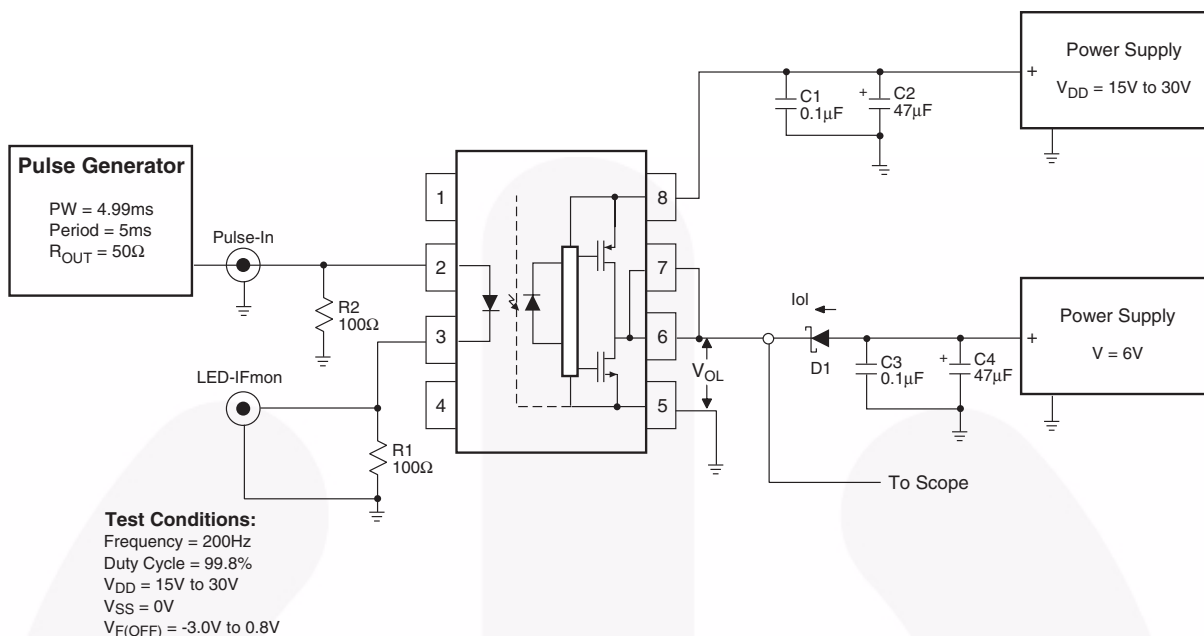 Power Supply
V_DD = 15V to 30V
+
C1
0.1μF
+
C2
47μF
Pulse Generator
PW = 4.99ms
Period = 5ms
R_OUT = 50Ω
Pulse-In
R2
100Ω
1
2
3
4
8
7
6
5
LED-IFmon
R1
100Ω
V_OL
Iol
D1
C3
0.1μF
+
C4
47μF
+
Power Supply
V = 6V
To Scope
Test Conditions:
Frequency = 200Hz
Duty Cycle = 99.8%
V_DD = 15V to 30V
V_SS = 0V
V_F(OFF) = -3.0V to 0.8V